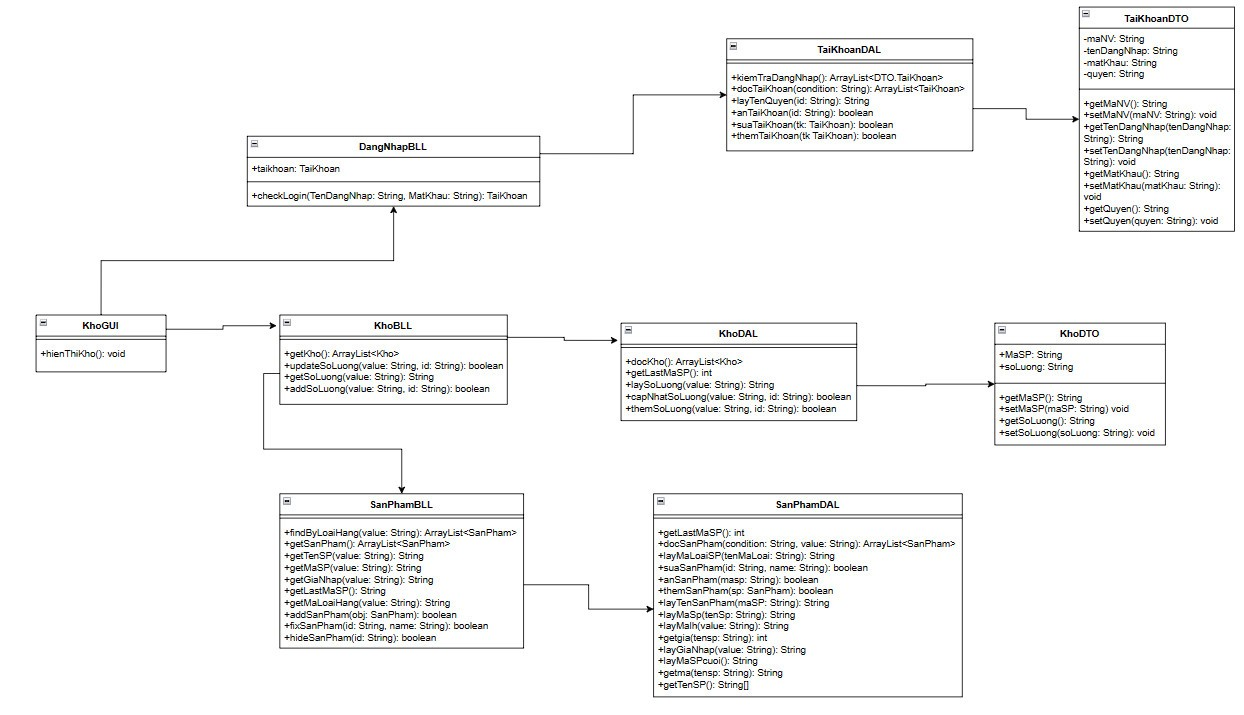 TaiKhoanDTO
-maNV: String
-tenDangNhap: String
-matKhau: String
-quyen: String
+getMaNV(): String
+setMaNV(maNV: String): void
+getTenDangNhap(tenDangNhap:
String): String
+setTenDangNhap(tenDangNhap:
String): void
+getMatKhau(): String
+setMatKhau(matKhau: String):
void
+getQuyen(): String
+setQuyen(quyen: String): void
TaiKhoanDAL
+kiemTraDangNhap(): ArrayList<DTO.TaiKhoan>
+docTaiKhoan(condition: String): ArrayList<TaiKhoan>
+layTenQuyen(id: String): String
+anTaiKhoan(id: String): boolean
+suaTaiKhoan(tk: TaiKhoan): boolean
+themTaiKhoan(tk TaiKhoan): boolean
DangNhapBLL
+taikhoan: TaiKhoan
+checkLogin(TenDangNhap: String, MatKhau: String): TaiKhoan
KhoGUI
+hienThiKho(): void
KhoBLL
+getKho(): ArrayList<Kho>
+updateSoLuong(value: String, id: String): boolean
+getSoLuong(value: String): String
+addSoLuong(value: String, id: String): boolean
KhoDAL
+docKho(): ArrayList<Kho>
+getLastMaSP(): int
+laySoLuong(value: String): String
+capNhatSoLuong(value: String, id: String): boolean
+themSoLuong(value: String, id: String): boolean
KhoDTO
+MaSP: String
+soLuong: String
+getMaSP(): String
+setMaSP(maSP: String) void
+getSoLuong(): String
+setSoLuong(soLuong: String): void
SanPhamBLL
+findByLoaiHang(value: String): ArrayList<SanPham>
+getSanPham(): ArrayList<SanPham>
+getTenSP(value: String): String
+getMaSP(value: String): String
+getGiaNhap(value: String): String
+getLastMaSP(): String
+getMaLoaiHang(value: String): String
+addSanPham(obj: SanPham): boolean
+fixSanPham(id: String, name: String): boolean
+hideSanPham(id: String): boolean
SanPhamDAL
+getLastMaSP(): int
+docSanPham(condition: String, value: String): ArrayList<SanPham>
+layMaLoaiSP(tenMaLoai: String): String
+suaSanPham(id: String, name: String): boolean
+anSanPham(masp: String): boolean
+themSanPham(sp: SanPham): boolean
+layTenSanPham(maSP: String): String
+layMaSp(tenSp: String): String
+layMalh(value: String): String
+getgia(tensp: String): int
+layGiaNhap(value: String): String
+layMaSPcuoi(): String
+getma(tensp: String): String
+getTenSP(): String[]